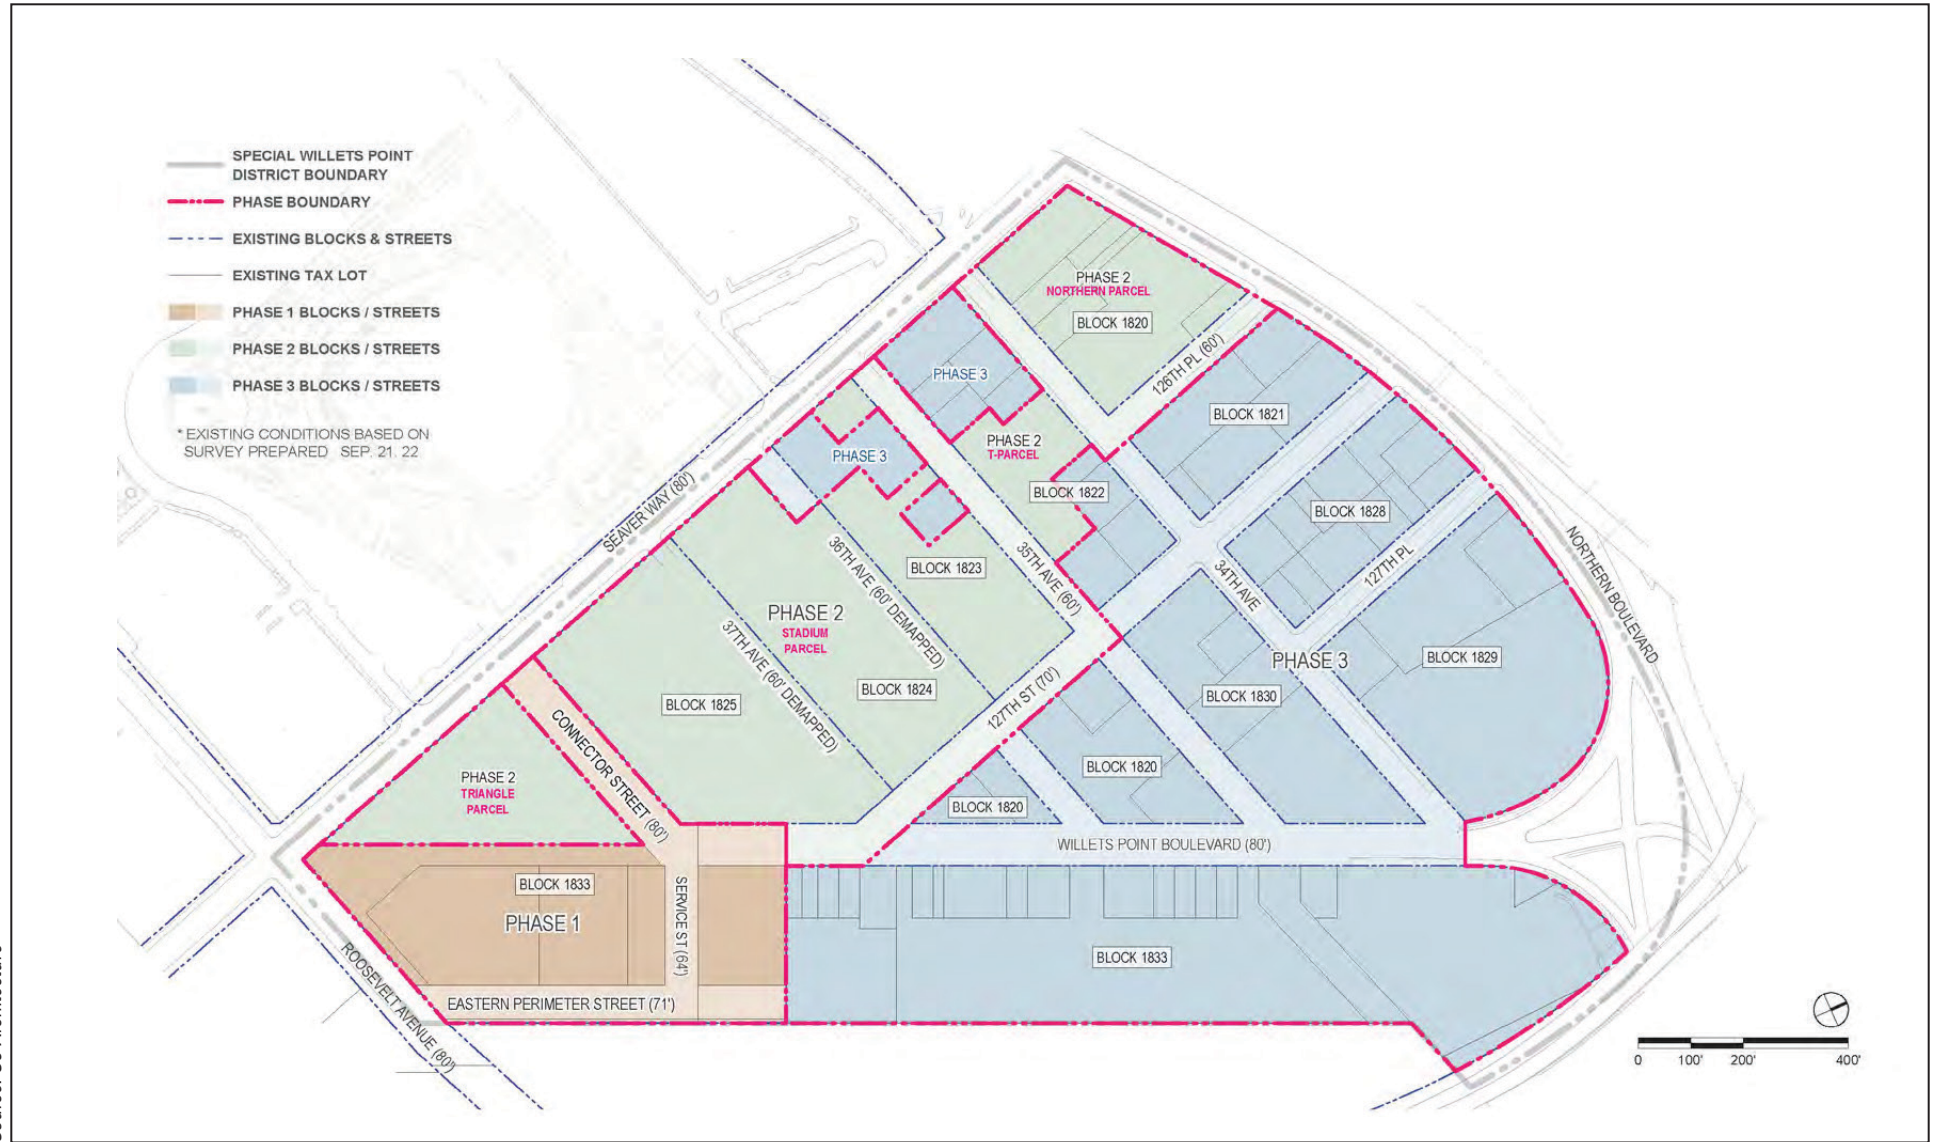 SPECIAL WILLETS POINT
DISTRICT BOUNDARY
PHASE BOUNDARY
EXISTING BLOCKS & STREETS
EXISTING TAX LOT
PHASE 1 BLOCKS / STREETS
PHASE 2 BLOCKS / STREETS
PHASE 3 BLOCKS / STREETS
* EXISTING CONDITIONS BASED ON
SURVEY PREPARED SEP. 21. 22
PHASE 2
NORTHERN PARCEL
BLOCK 1820
126TH PL (60')
PHASE 3
BLOCK 1821
PHASE 2
T-PARCEL
PHASE 3
BLOCK 1822
BLOCK 1828
SEAVER WAY (80')
36TH AVE (60' DEMAPPED)
BLOCK 1823
35TH AVE (60')
34TH AVE
127TH PL
NORTHERN BOULEVARD
PHASE 2
STADIUM
PARCEL
37TH AVE (60' DEMAPPED)
BLOCK 1824
BLOCK 1825
127TH ST (70')
PHASE 3
BLOCK 1829
BLOCK 1830
CONNECTOR STREET (80')
PHASE 2
TRIANGLE
PARCEL
BLOCK 1820
BLOCK 1820
WILLETS POINT BOULEVARD (80')
BLOCK 1833
PHASE 1
SERVICE ST (64')
BLOCK 1833
ROOSEVELT AVENUE (80')
EASTERN PERIMETER STREET (71')
0 100' 200' 400'